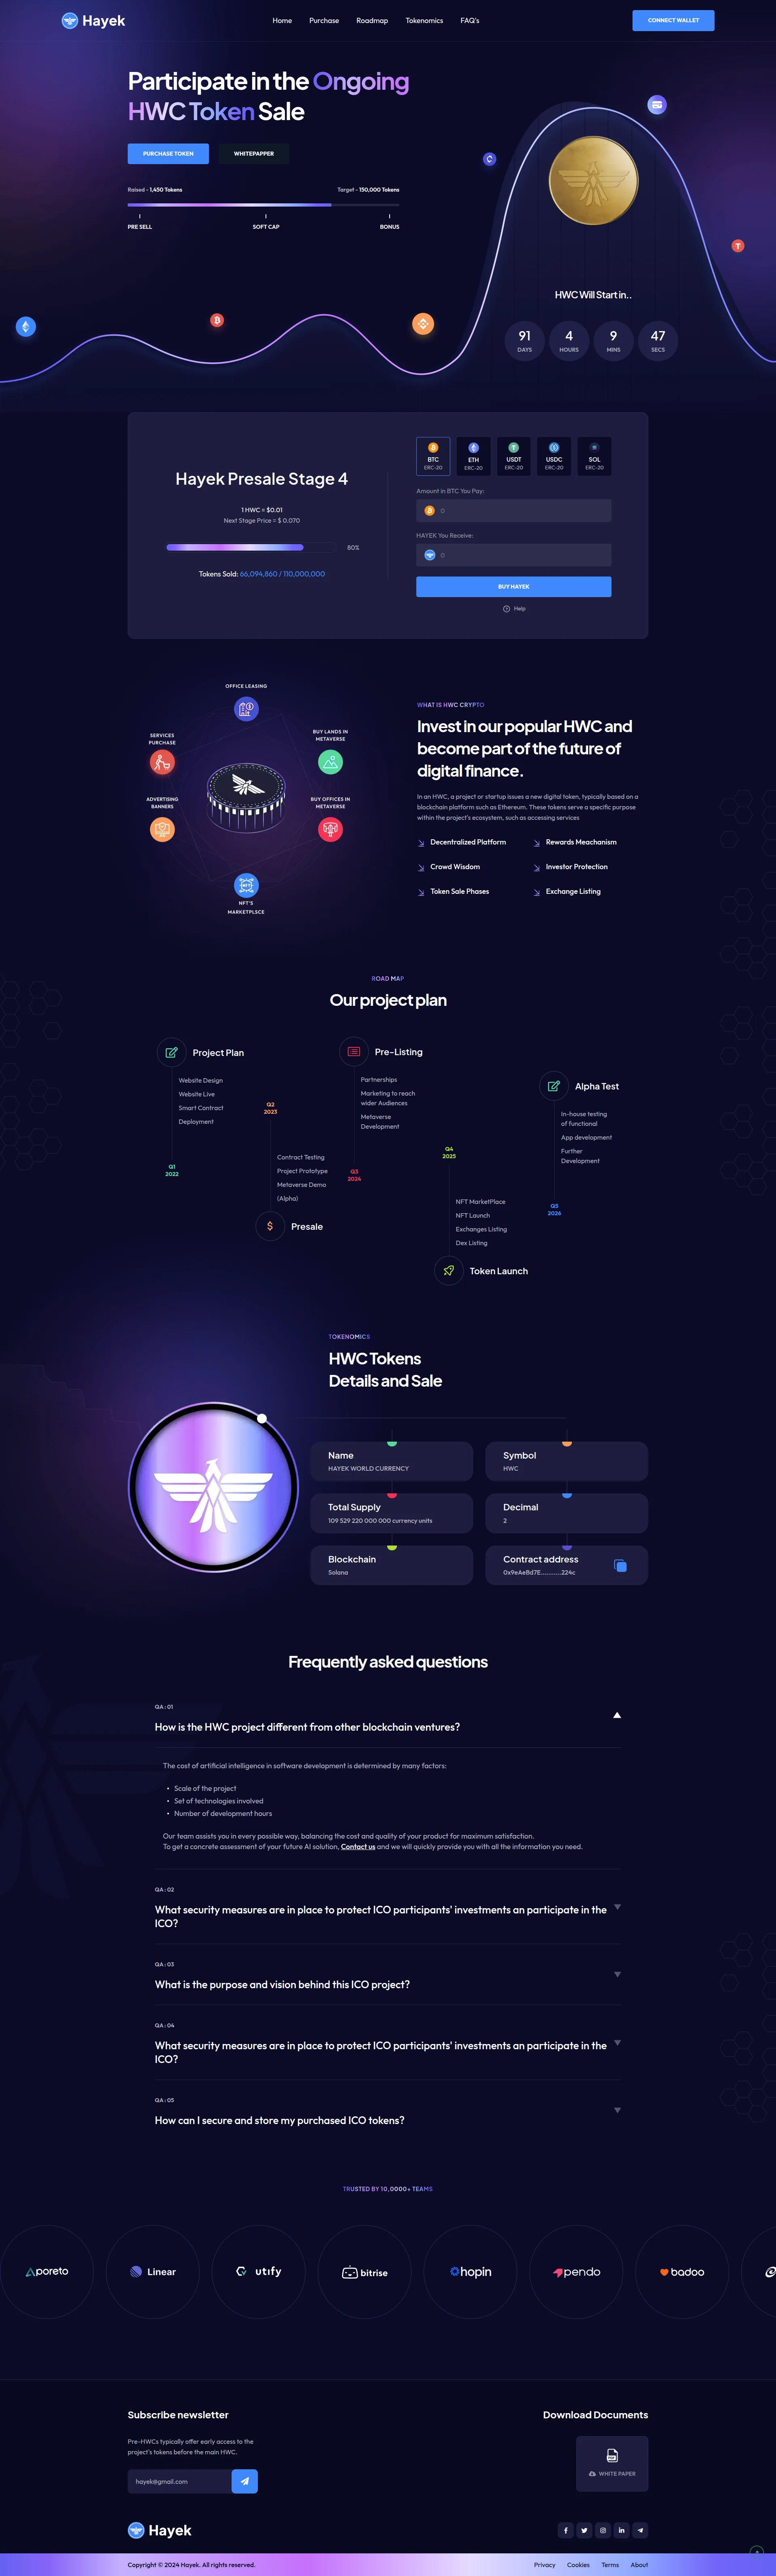 Hayek
Home Purchase Roadmap Tokenomics FAQ's
CONNECT WALLET
Participate in the Ongoing
HWC Token Sale
PURCHASE TOKEN
WHITEPAPPER
Raised - 1,450 Tokens
Target - 150,000 Tokens
PRE SELL
SOFT CAP
BONUS
HWC Will Start in..
91 4 9 47
DAYS HOURS MINS SECS
Hayek Presale Stage 4
1 HWC = $0.01
Next Stage Price = $ 0.070
80%
Tokens Sold: 66,094,860 / 110,000,000
BTC ETH USDT USDC SOL
ERC-20 ERC-20 ERC-20 ERC-20 ERC-20
Amount in BTC You Pay:
0
HAYEK You Receive:
0
BUY HAYEK
Help
OFFICE LEASING
SERVICES
PURCHASE
BUY LANDS IN
METAVERSE
ADVERTISING
BANNERS
BUY OFFICES IN
METAVERSE
NFT'S
MARKETPLSCE
WHAT IS HWC CRYPTO
Invest in our popular HWC and
become part of the future of
digital finance.
In an HWC, a project or startup issues a new digital token, typically based on a
blockchain platform such as Ethereum. These tokens serve a specific purpose
within the project's ecosystem, such as accessing services
Decentralized Platform
Rewards Meachanism
Crowd Wisdom
Investor Protection
Token Sale Phases
Exchange Listing
ROAD MAP
Our project plan
Project Plan
Website Design
Website Live
Smart Contract
Deployment
Q1
2022
Q2
2023
Contract Testing
Project Prototype
Metaverse Demo
(Alpha)
Presale
Pre-Listing
Partnerships
Marketing to reach
wider Audiences
Metaverse
Development
Q3
2024
Q4
2025
NFT MarketPlace
NFT Launch
Exchanges Listing
Dex Listing
Token Launch
Alpha Test
In-house testing
of functional
App development
Further
Development
Q5
2026
TOKENOMICS
HWC Tokens
Details and Sale
Name
HAYEK WORLD CURRENCY
Symbol
HWC
Total Supply
109 529 220 000 000 currency units
Decimal
2
Blockchain
Solana
Contract address
0x9eAeBd7E...........224c
Frequently asked questions
QA : 01
How is the HWC project different from other blockchain ventures?
The cost of artificial intelligence in software development is determined by many factors:
• Scale of the project
• Set of technologies involved
• Number of development hours
Our team assists you in every possible way, balancing the cost and quality of your product for maximum satisfaction.
To get a concrete assessment of your future AI solution, Contact us and we will quickly provide you with all the information you need.
QA : 02
What security measures are in place to protect ICO participants' investments an participate in the
ICO?
QA : 03
What is the purpose and vision behind this ICO project?
QA : 04
What security measures are in place to protect ICO participants' investments an participate in the
ICO?
QA : 05
How can I secure and store my purchased ICO tokens?
TRUSTED BY 10,0000+ TEAMS
poreto Linear utify bitrise hopin pendo badoo
Subscribe newsletter
Pre-HWCs typically offer early access to the
project's tokens before the main HWC.
hayek@gmail.com
Download Documents
WHITE PAPER
Hayek
Copyright © 2024 Hayek. All rights reserved.
Privacy Cookies Terms About